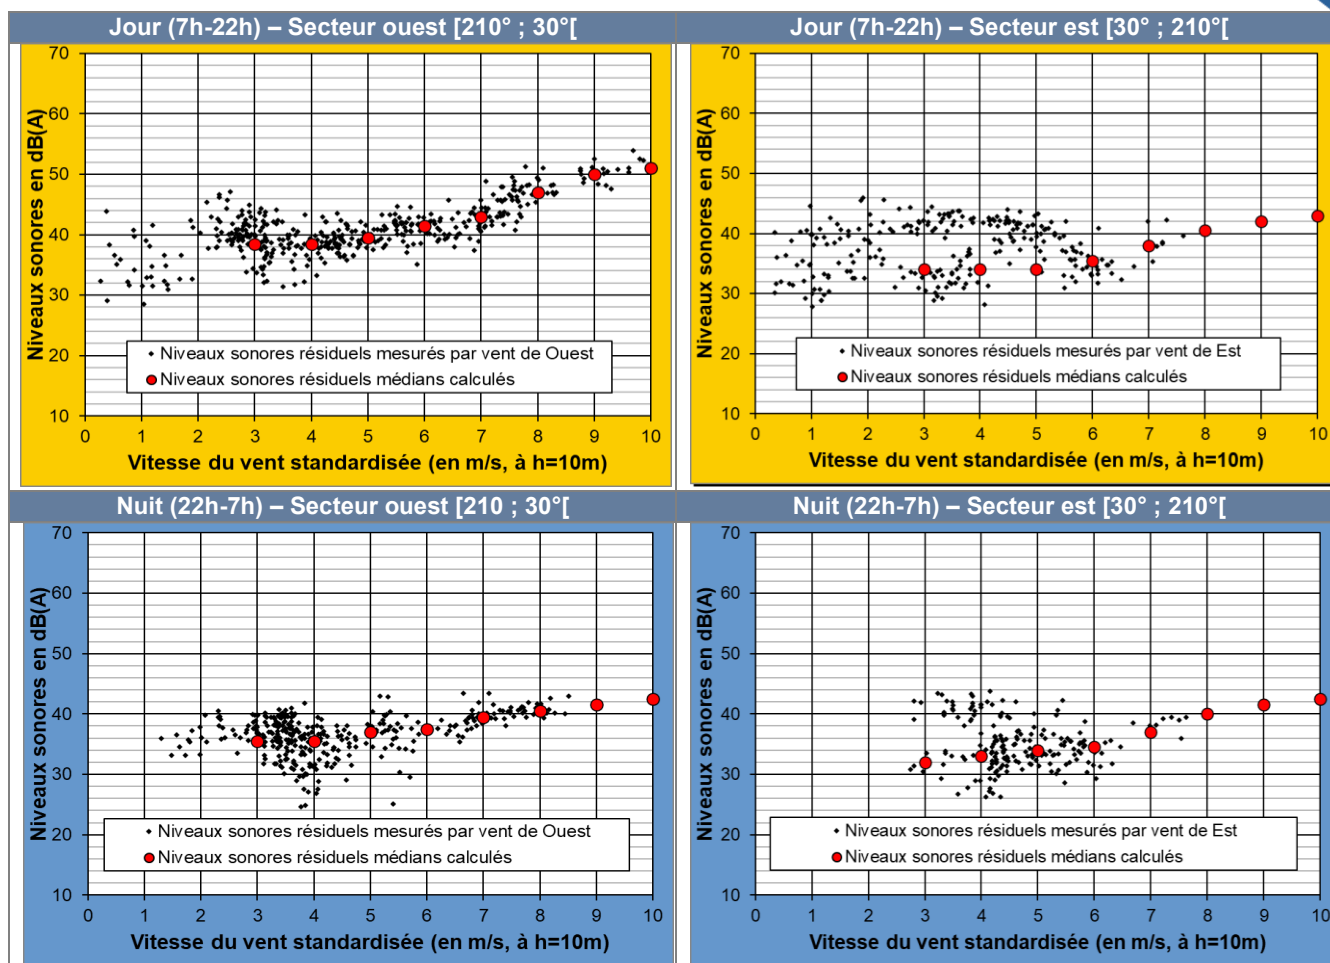 Jour (7h-22h) – Secteur ouest [210° ; 30°[
Niveaux sonores en dB(A)
70
60
50
40
30
20
10
Niveaux sonores résiduels mesurés par vent de Ouest
Niveaux sonores résiduels médians calculés
0 1 2 3 4 5 6 7 8 9 10
Vitesse du vent standardisée (en m/s, à h=10m)
Jour (7h-22h) – Secteur est [30° ; 210°[
Niveaux sonores en dB(A)
70
60
50
40
30
20
10
Niveaux sonores résiduels mesurés par vent de Est
Niveaux sonores résiduels médians calculés
0 1 2 3 4 5 6 7 8 9 10
Vitesse du vent standardisée (en m/s, à h=10m)
Nuit (22h-7h) – Secteur ouest [210 ; 30°[
Niveaux sonores en dB(A)
70
60
50
40
30
20
10
Niveaux sonores résiduels mesurés par vent de Ouest
Niveaux sonores résiduels médians calculés
0 1 2 3 4 5 6 7 8 9 10
Vitesse du vent standardisée (en m/s, à h=10m)
Nuit (22h-7h) – Secteur est [30° ; 210°[
Niveaux sonores en dB(A)
70
60
50
40
30
20
10
Niveaux sonores résiduels mesurés par vent de Est
Niveaux sonores résiduels médians calculés
0 1 2 3 4 5 6 7 8 9 10
Vitesse du vent standardisée (en m/s, à h=10m)